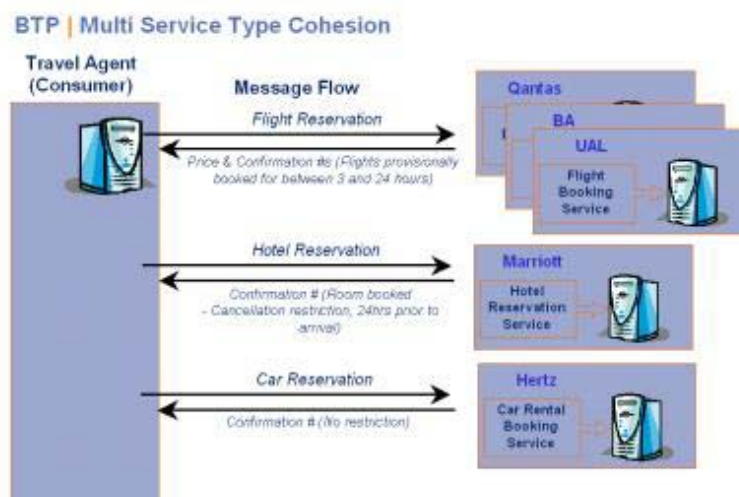 BTP | Multi Service Type Cohesion
Travel Agent
(Consumer)
Message Flow
Flight Reservation
Price & Confirmation #s (Flights provisionally
booked for between 3 and 24 hours)
Qantas
BA
UAL
Flight
Booking
Service
Hotel Reservation
Confirmation # (Room booked
- Cancellation restriction, 24hrs prior to
arrival)
Marriott
Hotel
Reservation
Service
Car Reservation
Confirmation # (No restriction)
Hertz
Car Rental
Booking
Service